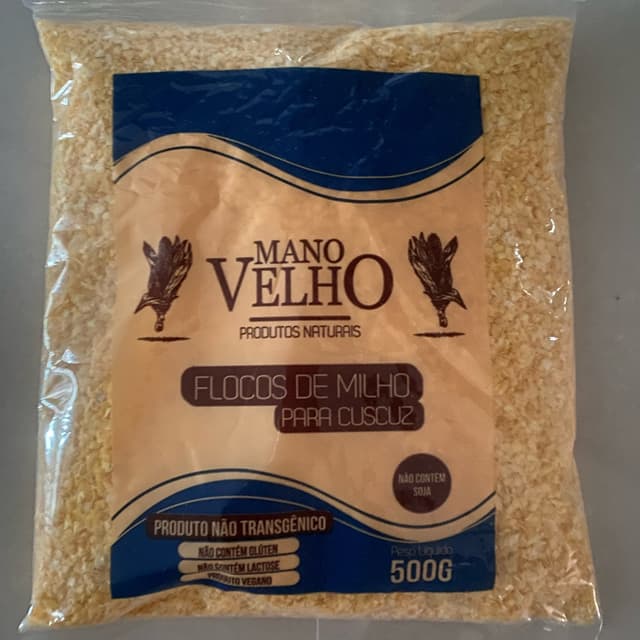 MANO
VELHO
PRODUTOS NATURAIS
FLOCOS DE MILHO
PARA CUSCUZ
NÃO CONTEM
SOJA
PRODUTO NÃO TRANSGÊNICO
NÃO CONTÉM GLÚTEN
NÃO CONTÉM LACTOSE
PRODUTO VEGANO
Peso Líquido
500G